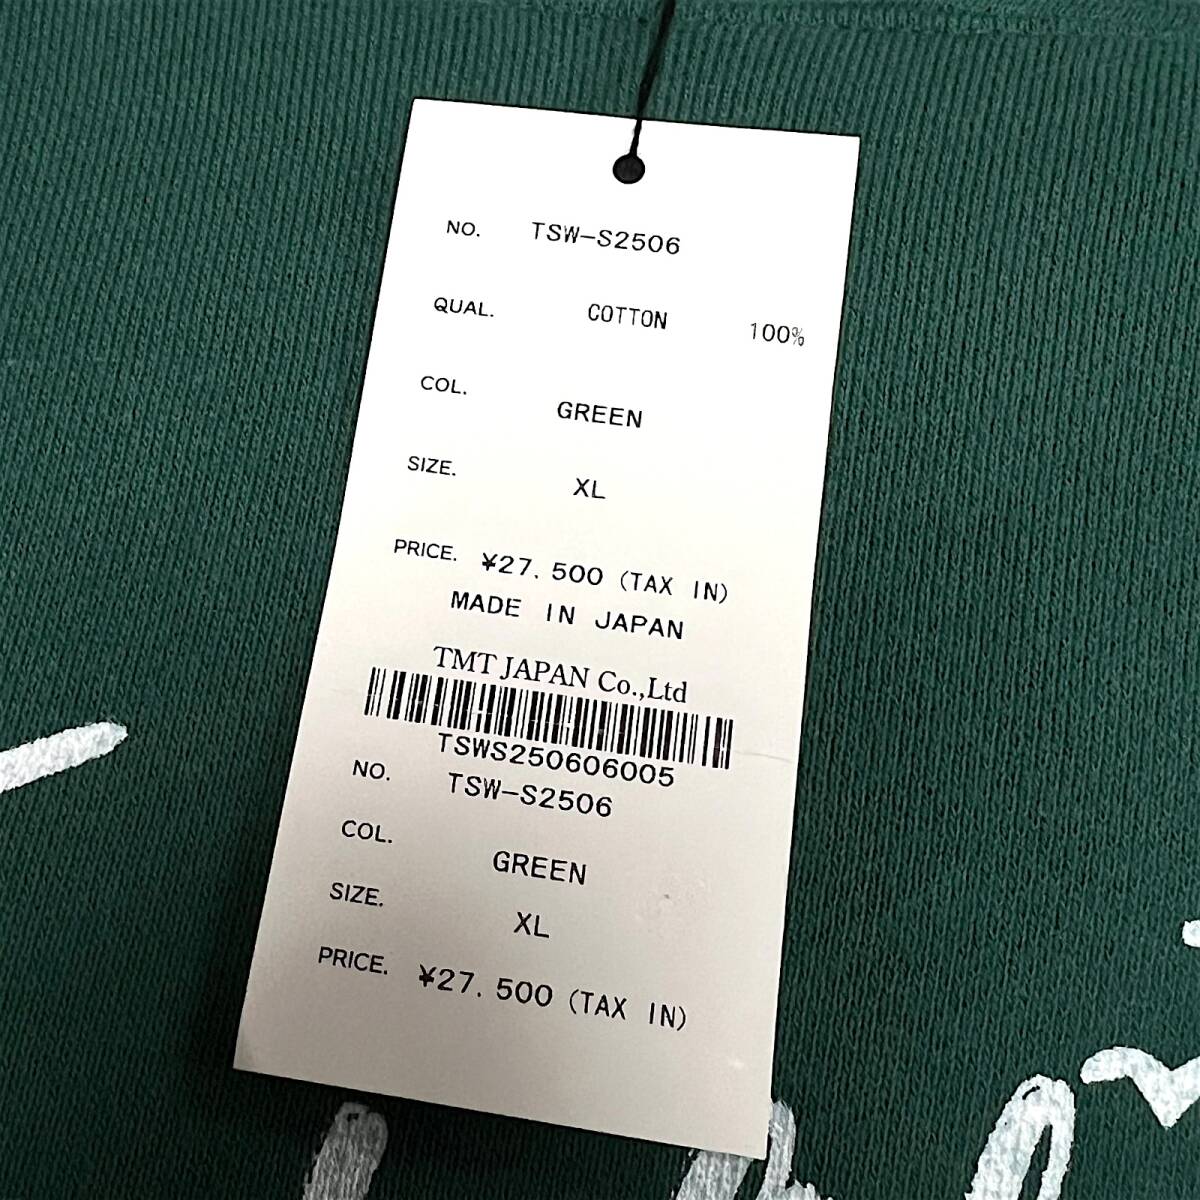 NO. TSW-S2506
QUAL. COTTON 100%
COL. GREEN
SIZE. XL
PRICE. ¥27.500 (TAX IN)
MADE IN JAPAN
TMT JAPAN Co.,Ltd
TSWS250606005
NO. TSW-S2506
COL. GREEN
SIZE. XL
PRICE. ¥27.500 (TAX IN)